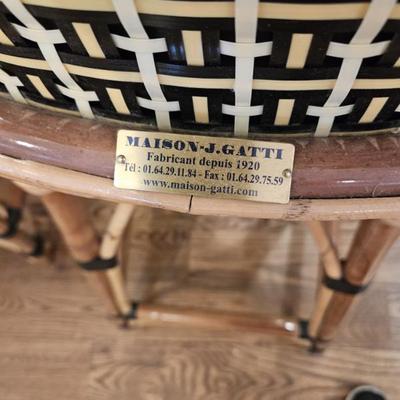 MAISON-J.GATTI
Fabricant depuis 1920
Tél : 01.64.29.11.84 - Fax : 01.64.29.75.59
www.maison-gatti.com